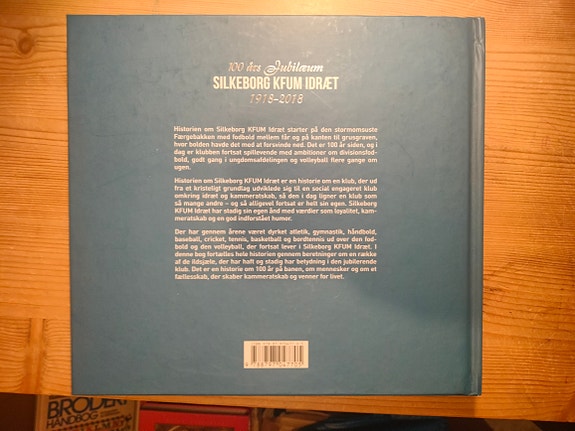 100 års Jubilæum
SILKEBORG KFUM IDRÆT
1918-2018
Historien om Silkeborg KFUM Idræt starter på den stormomsuste
Færgebakken med fodbold mellem får og på kanten til grusgraven,
hvor bolden havde det med at forsvinde ned. Det er 100 år siden, og i
dag er klubben fortsat spillevende med ambitioner om divisionsfod-
bold, godt gang i ungdomsafdelingen og volleyball flere gange om
ugen.
Historien om Silkeborg KFUM Idræt er en historie om en klub, der ud
fra et kristeligt grundlag udviklede sig til en social engageret klub
omkring idræt og kammeratskab, så den i dag ligner en klub som
så mange andre – og så alligevel fortsat er helt sin egen. Silkeborg
KFUM Idræt har stadig sin egen ånd med værdier som loyalitet, kam-
meratskab og en god indforstået humor.
Der har gennem årene været dyrket atletik, gymnastik, håndbold,
baseball, cricket, tennis, basketball og bordtennis ud over den fod-
bold og den volleyball, der fortsat lever i Silkeborg KFUM Idræt. I
denne bog fortælles hele historien gennem beretninger om en række
af de ildsjæle, der har haft og stadig har betydning i den jubilerende
klub. Det er en historie om 100 år på banen, om mennesker og om et
fællesskab, der skaber kammeratskab og venner for livet.
BRODERI
HÅNDBOG